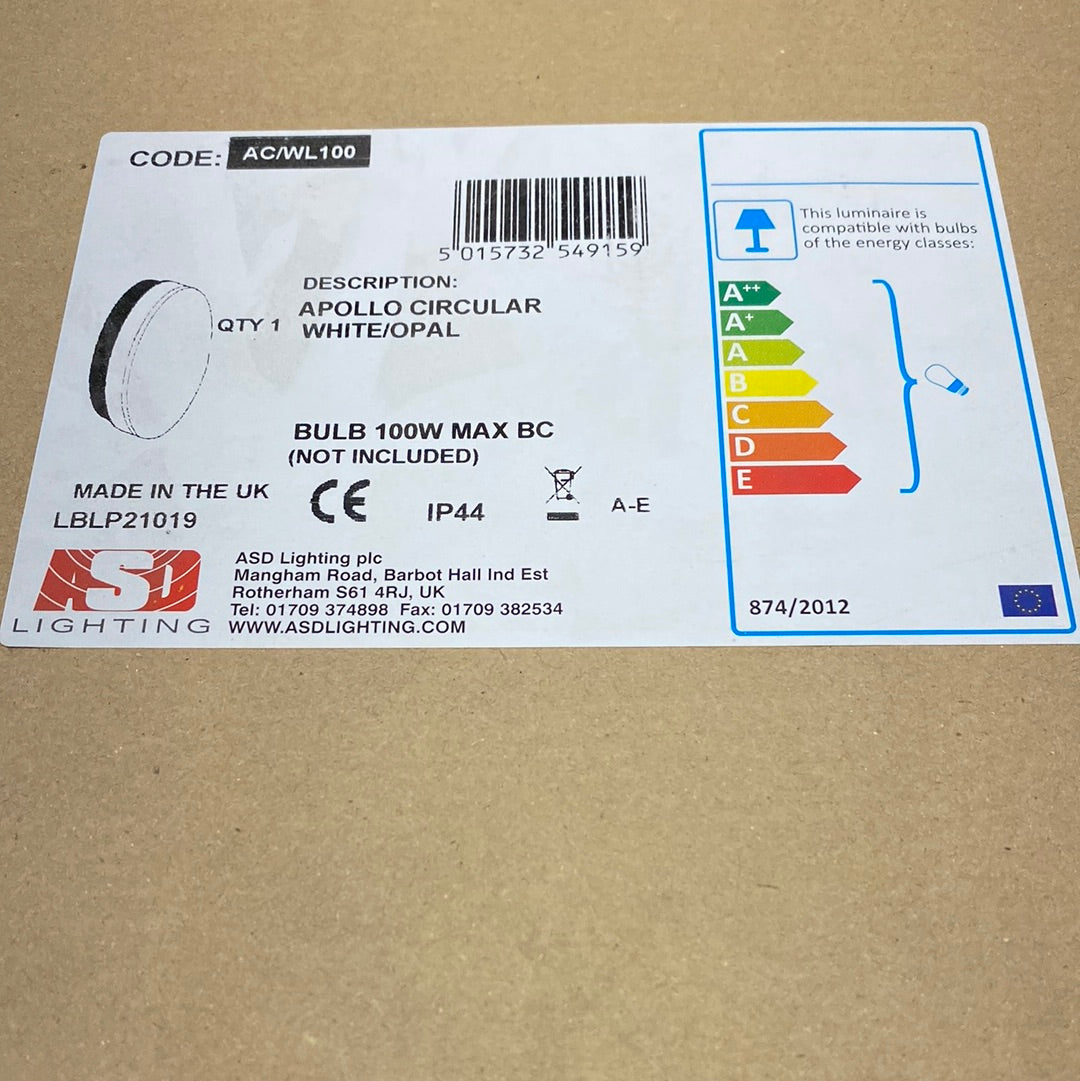 CODE: AC/WL100
5 015732 549159
DESCRIPTION:
APOLLO CIRCULAR
WHITE/OPAL
QTY 1
BULB 100W MAX BC
(NOT INCLUDED)
MADE IN THE UK
LBLP21019
CE
IP44
A-E
ASD
LIGHTING
ASD Lighting plc
Mangham Road, Barbot Hall Ind Est
Rotherham S61 4RJ, UK
Tel: 01709 374898 Fax: 01709 382534
WWW.ASDLIGHTING.COM
This luminaire is
compatible with bulbs
of the energy classes:
A++
A+
A
B
C
D
E
874/2012